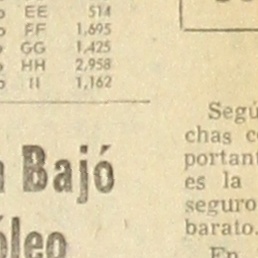 EE 514
FF 1,695
GG 1,425
HH 2,958
II 1,162
Bajó
Segú
chas
portant
es la
seguro
barato.
En